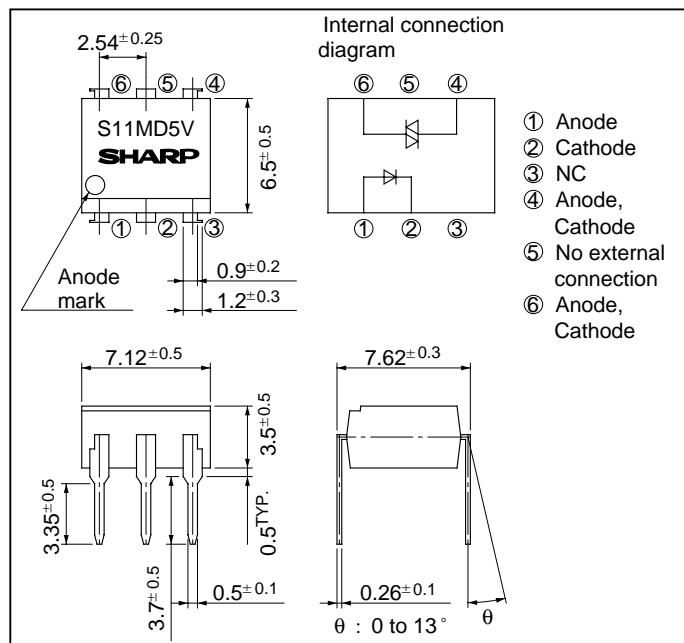 2.54±0.25
Internal connection
diagram
⑥ ⑤ ④
⑥ ⑤ ④
S11MD5V
SHARP
6.5±0.5
① ② ③
① ② ③
Anode
mark
0.9±0.2
1.2±0.3
① Anode
② Cathode
③ NC
④ Anode,
Cathode
⑤ No external
connection
⑥ Anode,
Cathode
7.12±0.5
7.62±0.3
3.5±0.5
3.35±0.5
0.5TYP.
3.7±0.5
0.5±0.1
0.26±0.1
θ
θ : 0 to 13°